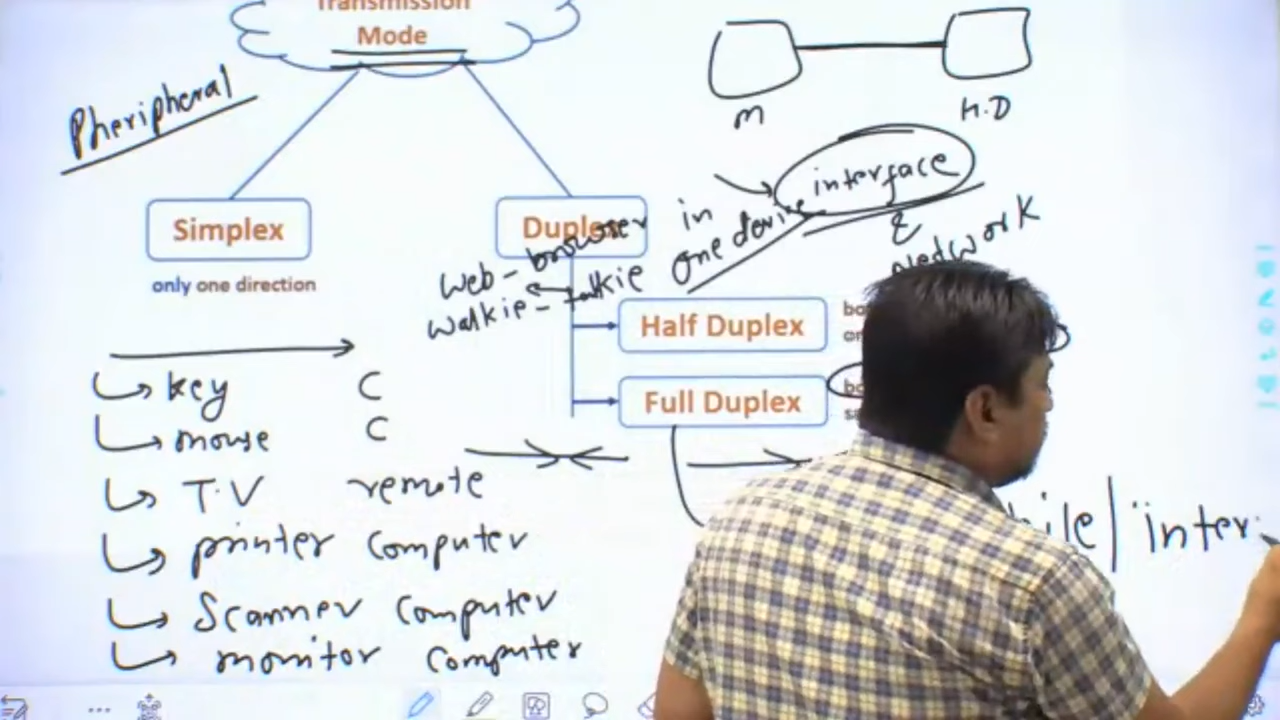 Transmission
Mode
Pheripheral
m
H.D
interface
&
network
in
one device
Simplex
Duplex
only one direction
web - browser
walkie - talkie
Half Duplex
Full Duplex
key C
mouse C
T.V remote
printer computer
Scanner computer
monitor computer
| inter